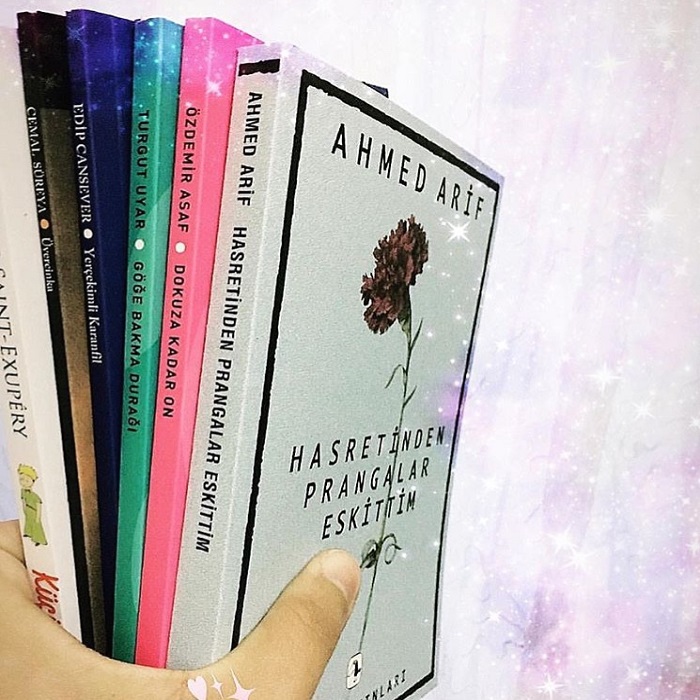 SAINT-EXUPÉRY
Küçü
CEMAL SÜREYA ● Üvercinka
EDİP CANSEVER ● Yerçekimli Karanfil
TURGUT UYAR ● GÖĞE BAKMA DURAĞI
ÖZDEMİR ASAF ● DOKUZA KADAR ON
AHMED ARİF HASRETİNDEN PRANGALAR ESKİTTİM
AHMED ARİF
HASRETİNDEN
PRANGALAR
ESKİTTİM